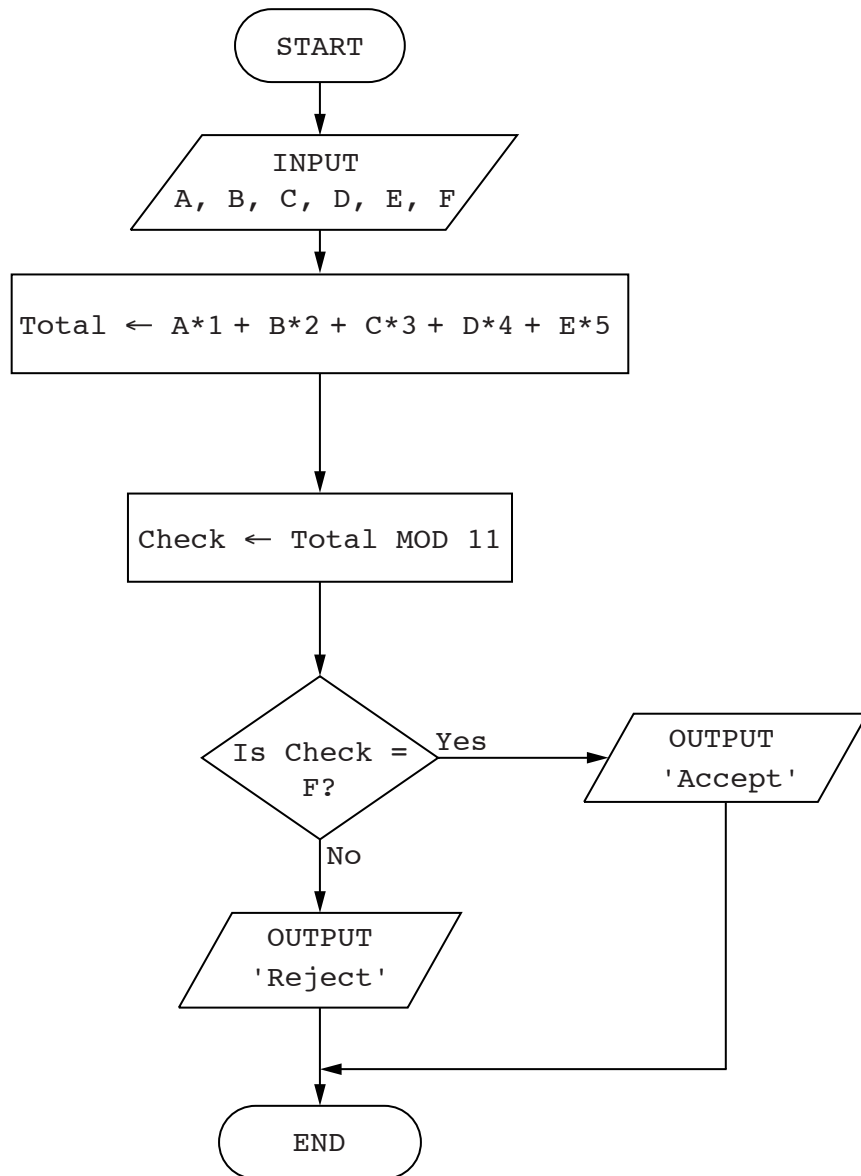 START
INPUT
A, B, C, D, E, F
Total ← A*1 + B*2 + C*3 + D*4 + E*5
Check ← Total MOD 11
Is Check =
F?
Yes
OUTPUT
'Accept'
No
OUTPUT
'Reject'
END